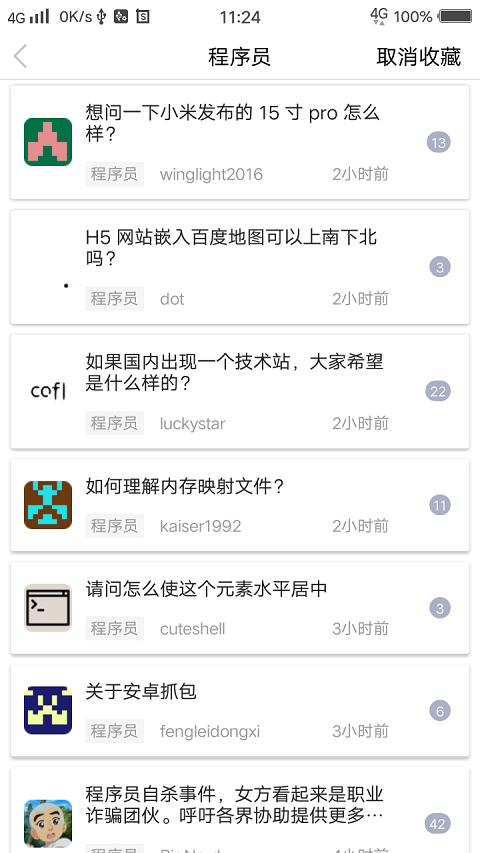 4G 0K/s 11:24 4G 100%
程序员 取消收藏
想问一下小米发布的 15 寸 pro 怎么
样？
13
程序员 winglight2016 2小时前
H5 网站嵌入百度地图可以上南下北
吗？
3
程序员 dot 2小时前
如果国内出现一个技术站，大家希望
是什么样的？
cofl
22
程序员 luckystar 2小时前
如何理解内存映射文件？
11
程序员 kaiser1992 2小时前
请问怎么使这个元素水平居中
3
程序员 cuteshell 3小时前
关于安卓抓包
6
程序员 fengleidongxi 3小时前
程序员自杀事件，女方看起来是职业
诈骗团伙。呼吁各界协助提供更多…
42
程序员 4小时前